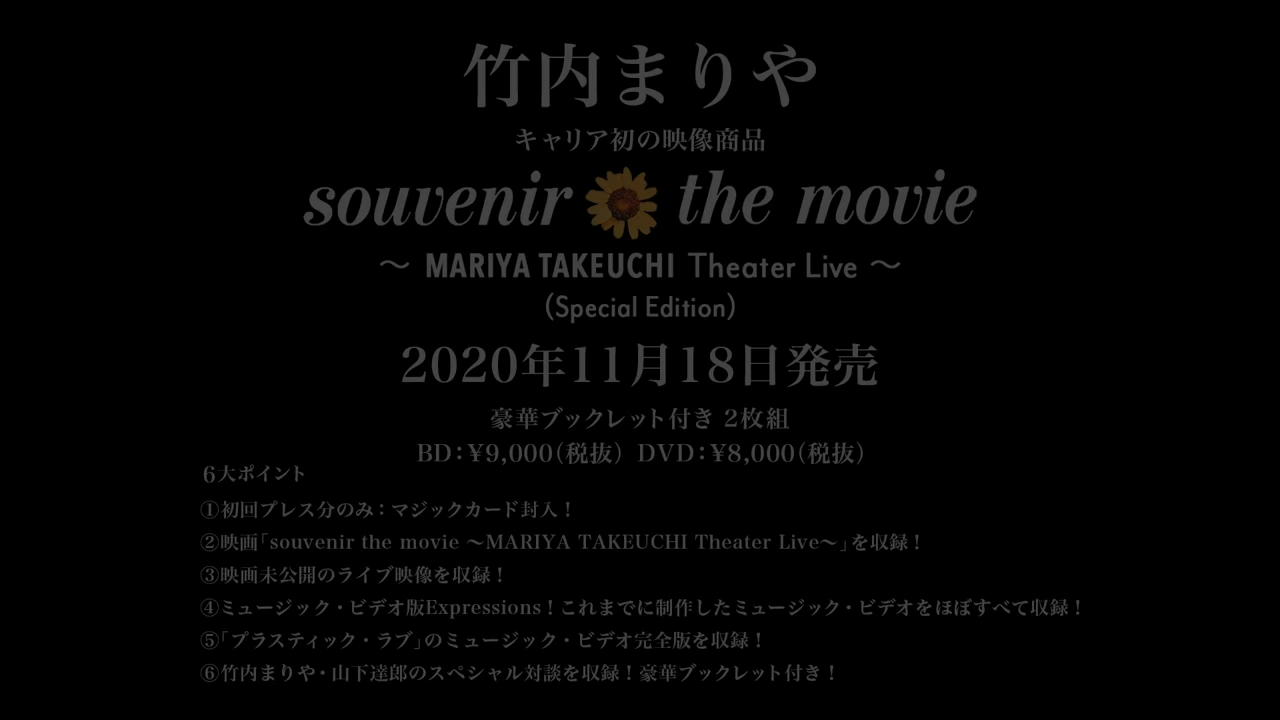 竹内まりや
キャリア初の映像商品
souvenir the movie
～ MARIYA TAKEUCHI Theater Live ～
(Special Edition)
2020年11月18日発売
豪華ブックレット付き 2枚組
BD：¥9,000（税抜） DVD：¥8,000（税抜）
6大ポイント
①初回プレス分のみ：マジックカード封入！
②映画「souvenir the movie ～MARIYA TAKEUCHI Theater Live～」を収録！
③映画未公開のライブ映像を収録！
④ミュージック・ビデオ版Expressions！これまでに制作したミュージック・ビデオをほぼすべて収録！
⑤「プラスティック・ラブ」のミュージック・ビデオ完全版を収録！
⑥竹内まりや・山下達郎のスペシャル対談を収録！豪華ブックレット付き！